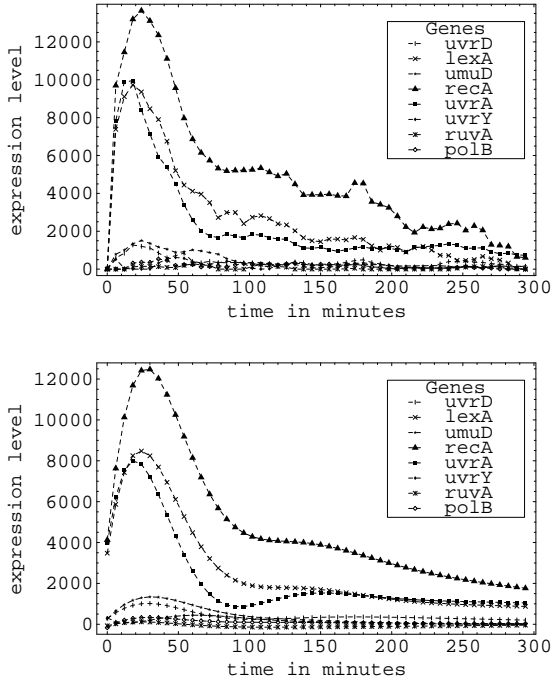 12000
10000
8000
6000
4000
2000
0
expression level
Genes
uvrD
lexA
umuD
recA
uvrA
uvrY
ruvA
polB
0 50 100 150 200 250 300
time in minutes
12000
10000
8000
6000
4000
2000
0
expression level
Genes
uvrD
lexA
umuD
recA
uvrA
uvrY
ruvA
polB
0 50 100 150 200 250 300
time in minutes